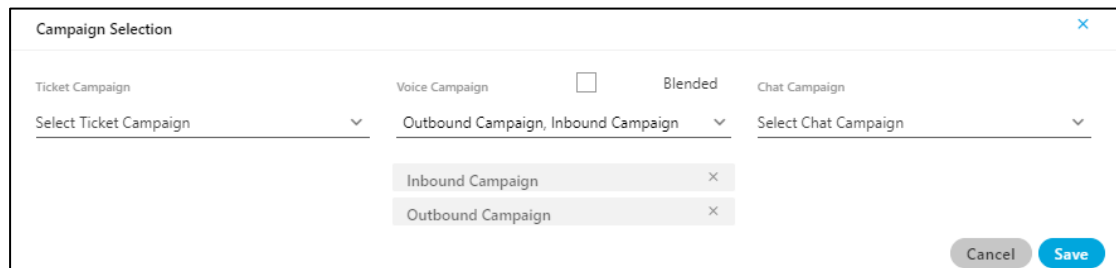 Campaign Selection
Ticket Campaign
Voice Campaign
Blended
Chat Campaign
Select Ticket Campaign
Outbound Campaign, Inbound Campaign
Select Chat Campaign
Inbound Campaign
Outbound Campaign
Cancel
Save